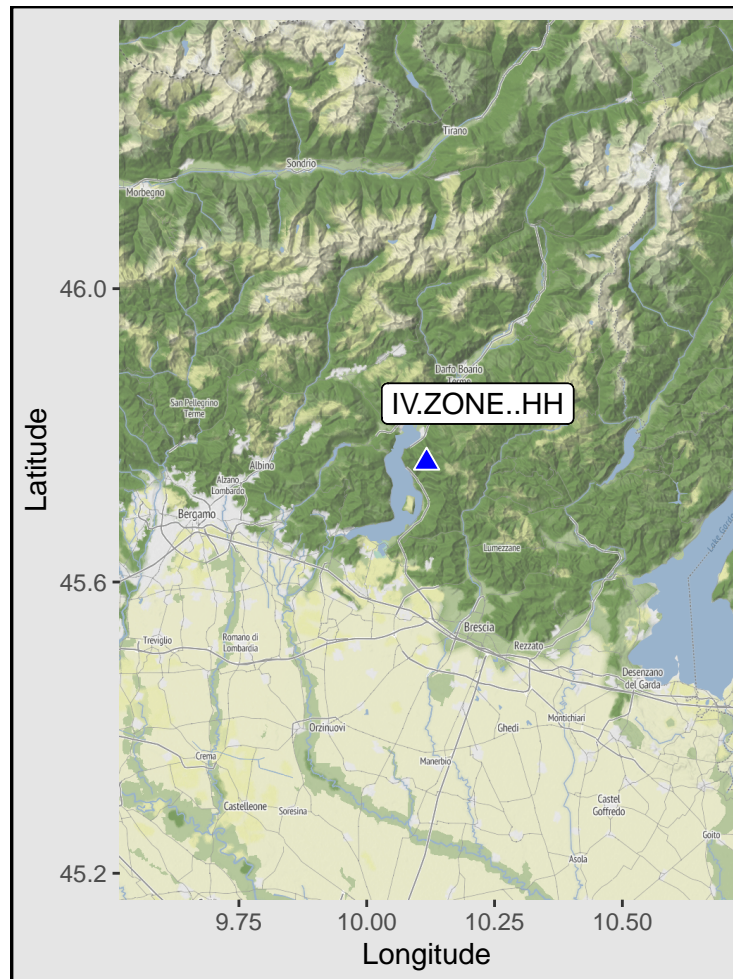 Tirano
Sondrio
Morbegno
46.0
Darfo Boario
Terme
IV.ZONE..HH
San Pellegrino
Terme
Latitude
Albino
Alzano
Lombardo
Bergamo
Lake Garda
Lumezzane
45.6
Brescia
Treviglio
Romano di
Lombardia
Rezzato
Desenzano
del Garda
Orzinuovi
Ghedi
Montichiari
Crema
Manerbio
Castelleone
Soresina
Castel
Goffredo
Goito
Asola
45.2
9.75
10.00
10.25
10.50
Longitude